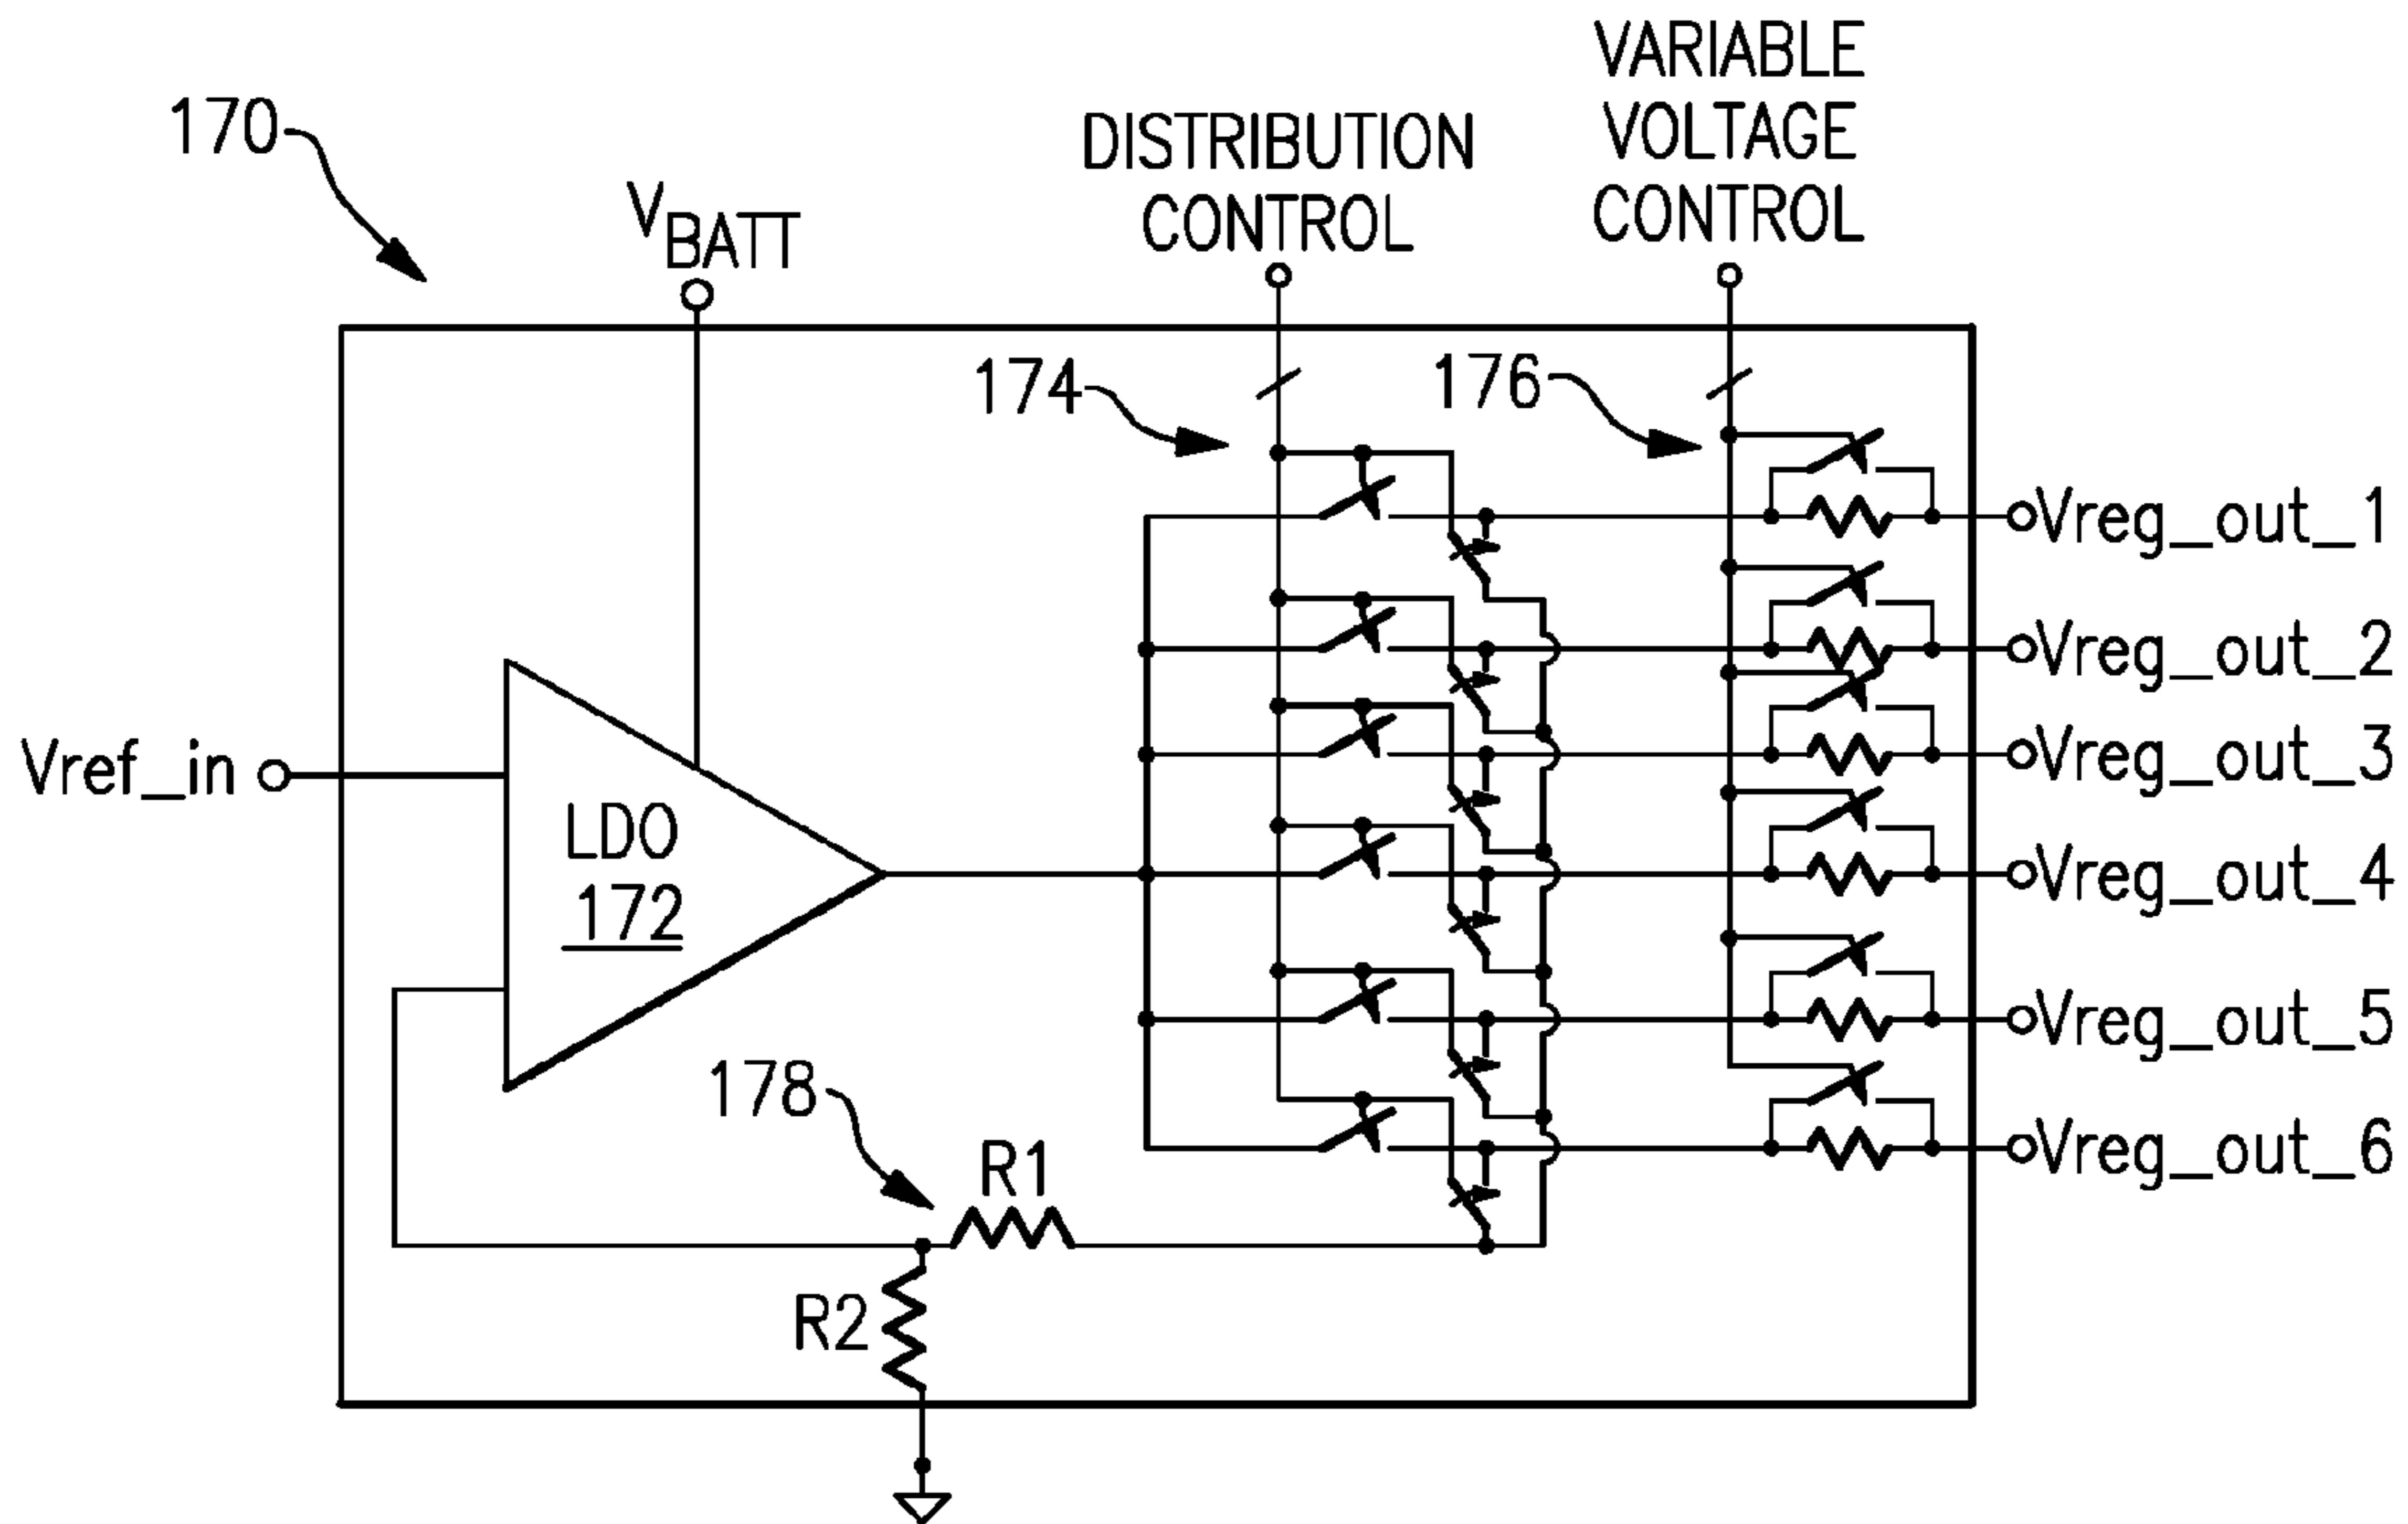 170
V BATT
DISTRIBUTION
CONTROL
VARIABLE
VOLTAGE
CONTROL
174
176
Vreg_out_1
Vreg_out_2
Vreg_out_3
Vref_in
LDO
172
Vreg_out_4
Vreg_out_5
178
R1
Vreg_out_6
R2